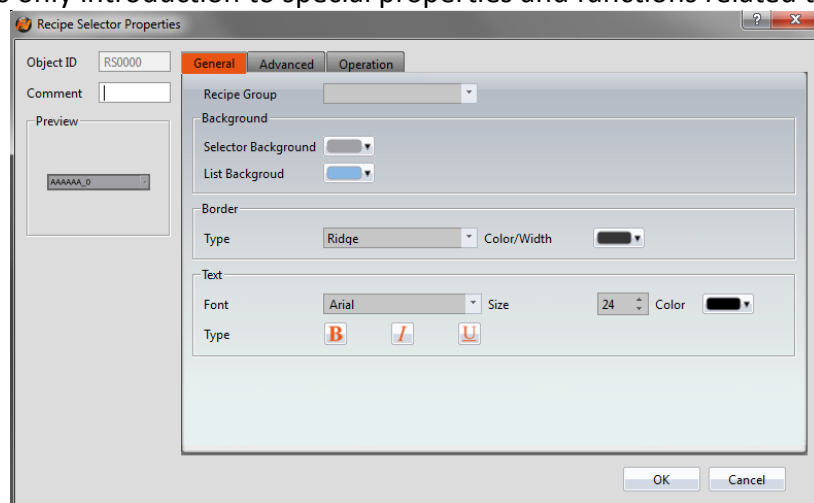 only introduction to special properties and functions related
Recipe Selector Properties
?
X
Object ID RS0000
General Advanced Operation
Comment
Recipe Group
Preview
Background
Selector Background
List Backgroud
AAAAAA_0
Border
Type Ridge Color/Width
Text
Font Arial Size 24 Color
Type B I U
OK Cancel